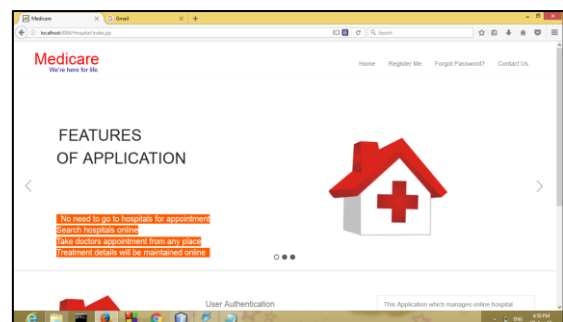 Medicare
Gmail
localhost:8084/Hospital/index.jsp
Search
Medicare
We're here for life.
Home Register Me Forgot Password? Contact Us
FEATURES
OF APPLICATION
No need to go to hospitals for appointment
Search hospitals online
Take doctors appointment from any place
Treatment details will be maintained online
User Authentication
This Application which manages online hospital
ENG